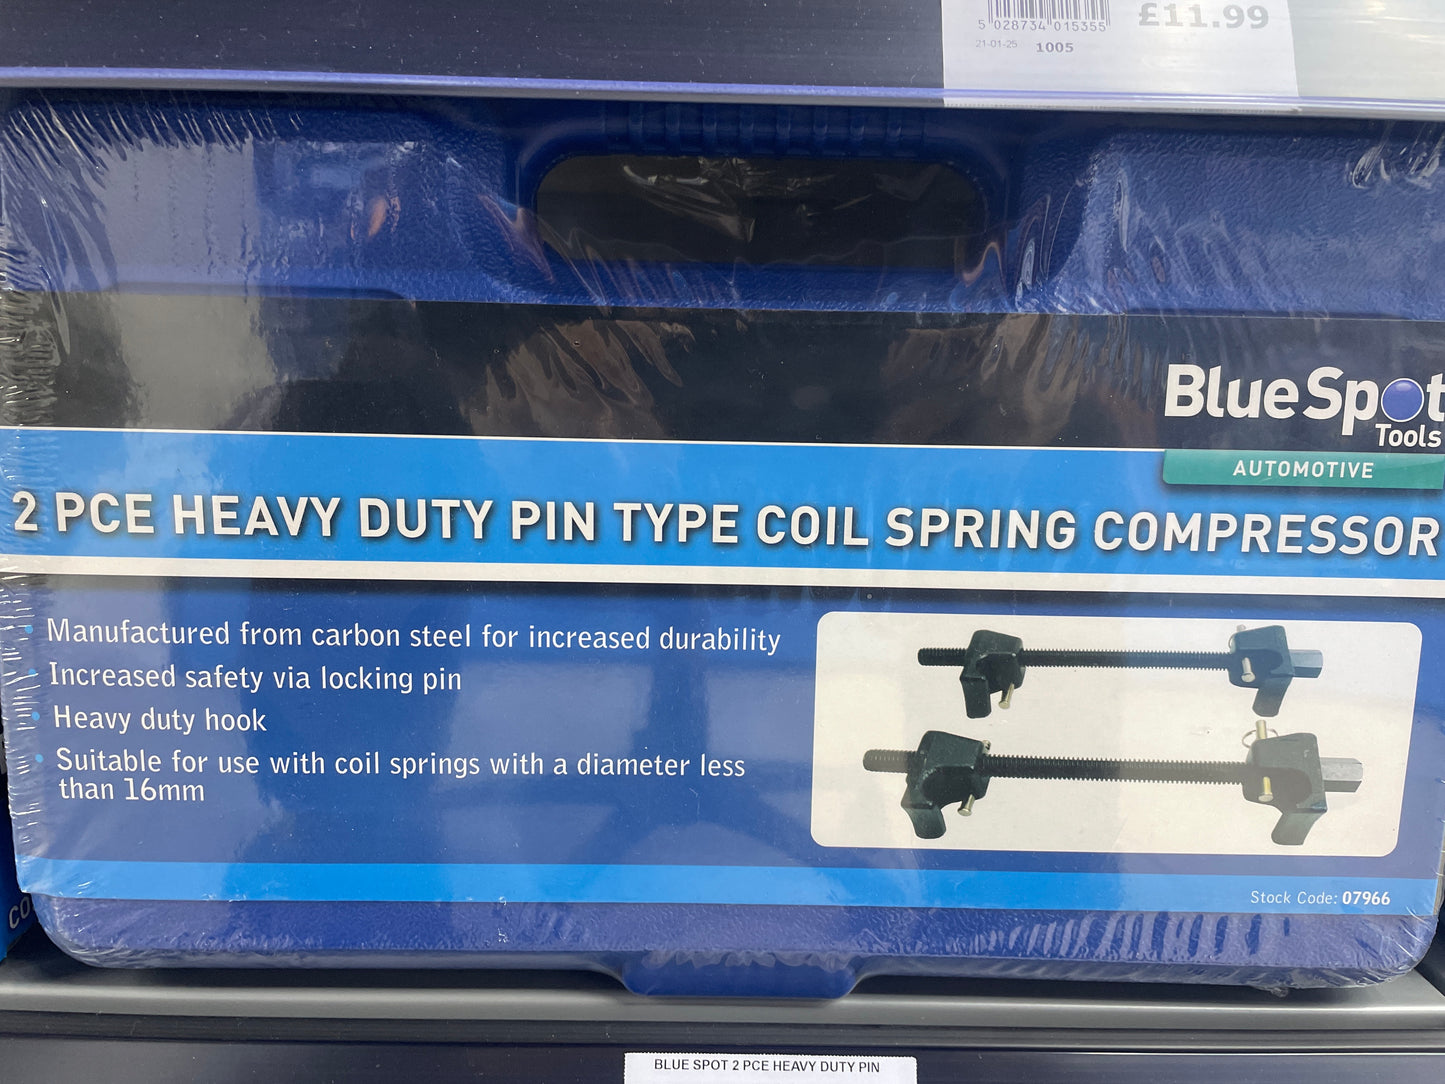 5 028734 015355
£11.99
21-01-25 1005
BlueSpot
Tools
AUTOMOTIVE
2 PCE HEAVY DUTY PIN TYPE COIL SPRING COMPRESSOR
• Manufactured from carbon steel for increased durability
• Increased safety via locking pin
• Heavy duty hook
• Suitable for use with coil springs with a diameter less
than 16mm
Stock Code: 07966
CO
BLUE SPOT 2 PCE HEAVY DUTY PIN